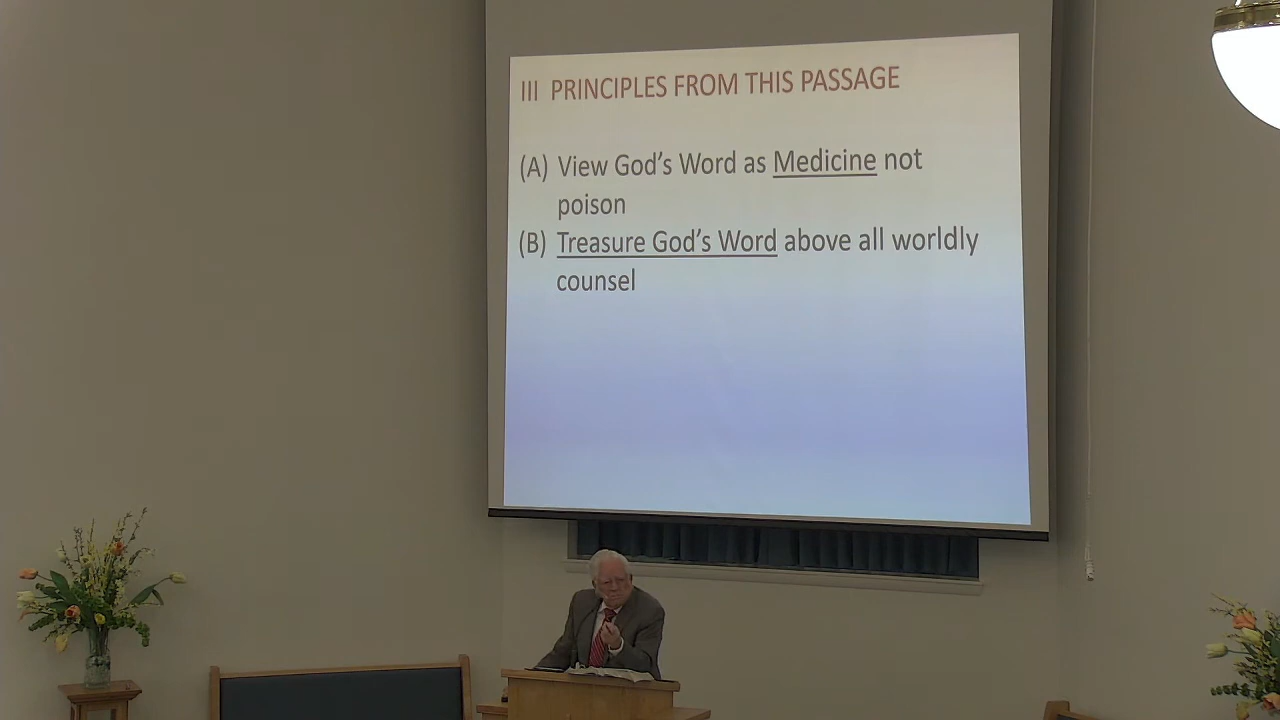 III PRINCIPLES FROM THIS PASSAGE
(A) View God's Word as Medicine not
poison
(B) Treasure God's Word above all worldly
counsel